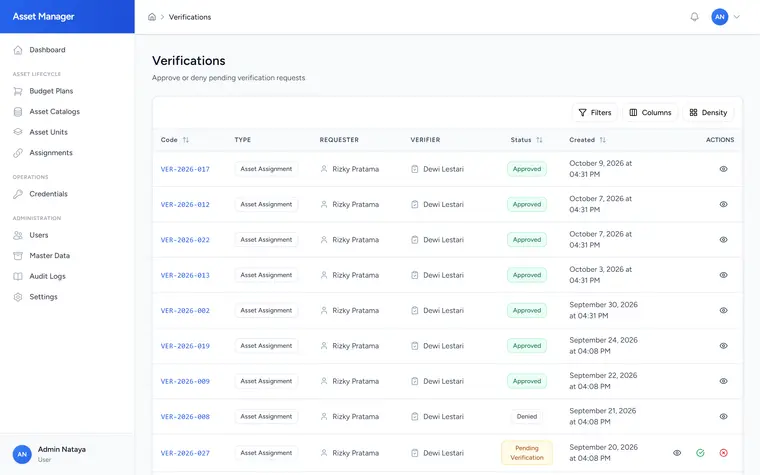 Asset Manager
Verifications
AN
Dashboard
ASSET LIFECYCLE
Budget Plans
Asset Catalogs
Asset Units
Assignments
OPERATIONS
Credentials
ADMINISTRATION
Users
Master Data
Audit Logs
Settings
AN
Admin Nataya
User
Verifications
Approve or deny pending verification requests
Filters Columns Density
Code TYPE REQUESTER VERIFIER Status Created ACTIONS
VER-2026-017 Asset Assignment Rizky Pratama Dewi Lestari Approved October 9, 2026 at
04:31 PM
VER-2026-012 Asset Assignment Rizky Pratama Dewi Lestari Approved October 7, 2026 at
04:31 PM
VER-2026-022 Asset Assignment Rizky Pratama Dewi Lestari Approved October 7, 2026 at
04:31 PM
VER-2026-013 Asset Assignment Rizky Pratama Dewi Lestari Approved October 3, 2026 at
04:31 PM
VER-2026-002 Asset Assignment Rizky Pratama Dewi Lestari Approved September 30, 2026
at 04:31 PM
VER-2026-019 Asset Assignment Rizky Pratama Dewi Lestari Approved September 24, 2026
at 04:08 PM
VER-2026-009 Asset Assignment Rizky Pratama Dewi Lestari Approved September 22, 2026
at 04:08 PM
VER-2026-008 Asset Assignment Rizky Pratama Dewi Lestari Denied September 21, 2026
at 04:08 PM
VER-2026-027 Asset Assignment Rizky Pratama Dewi Lestari Pending Verification September 20, 2026
at 04:08 PM